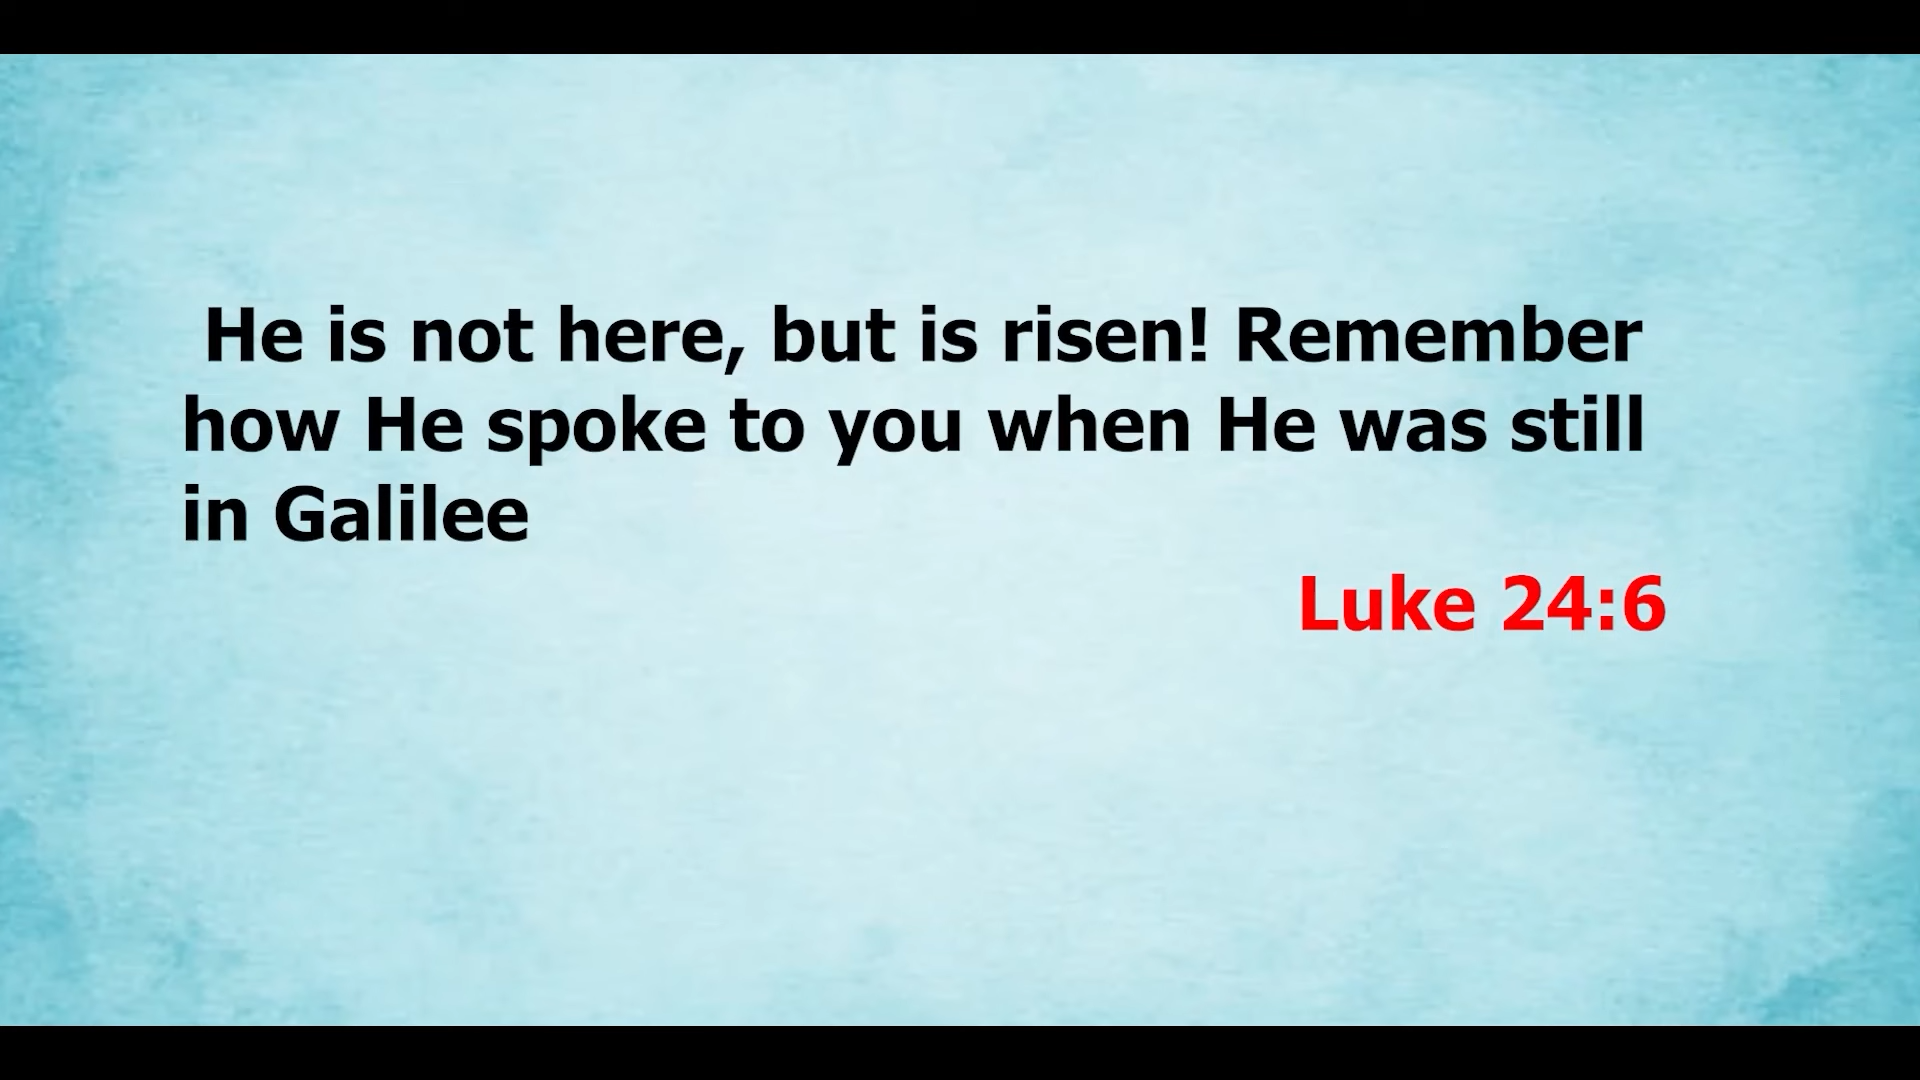 He is not here, but is risen! Remember
how He spoke to you when He was still
in Galilee
Luke 24:6